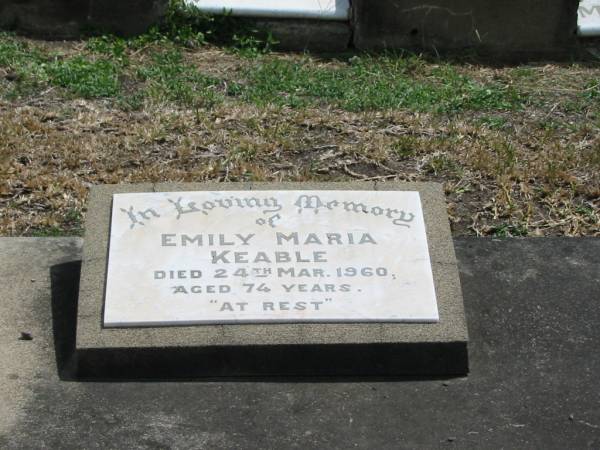 In Loving Memory
of
EMILY MARIA
KEABLE
DIED 24TH MAR. 1960,
AGED 74 YEARS.
"AT REST"